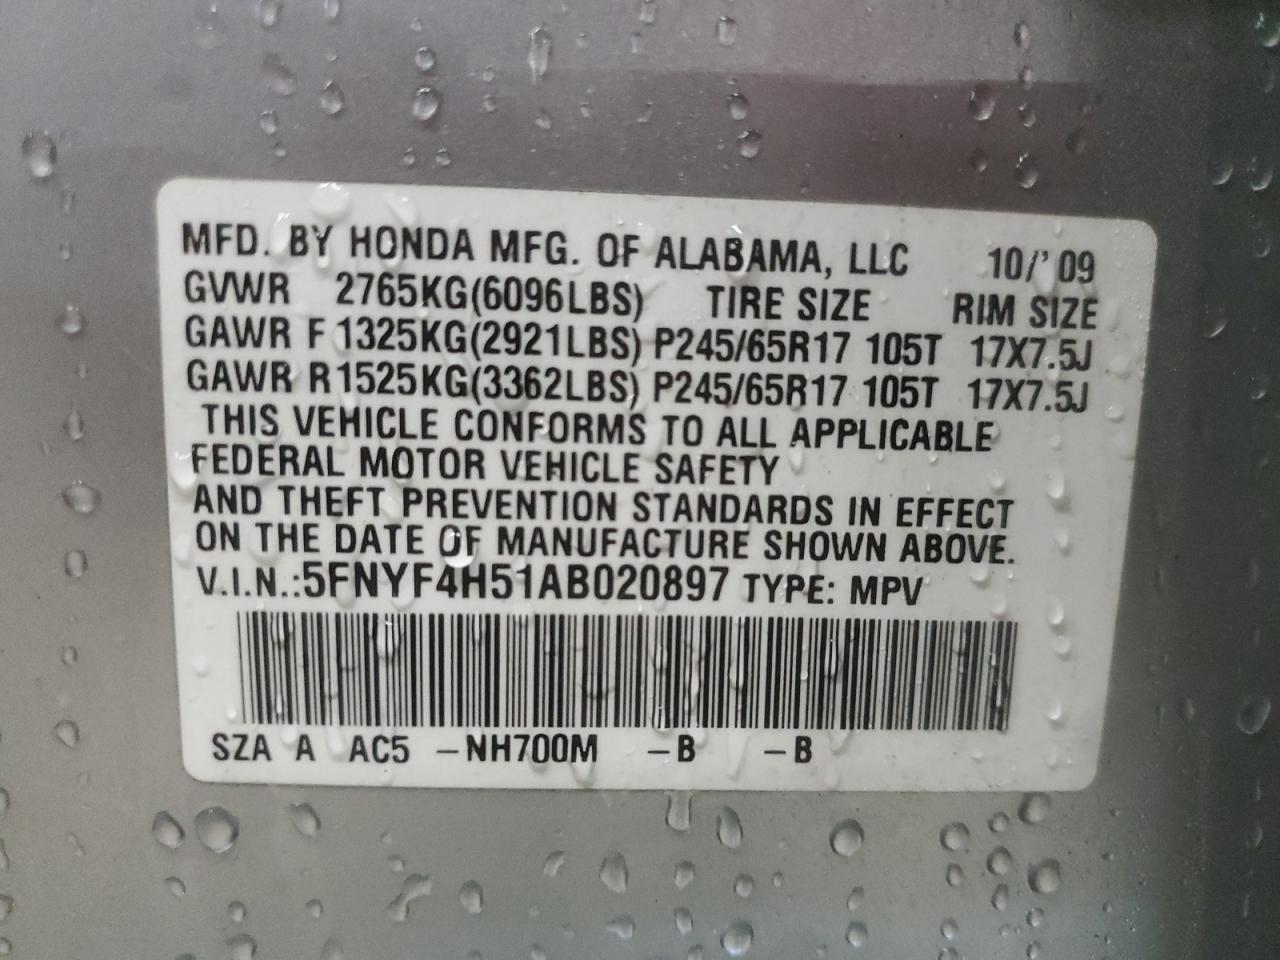 MFD. BY HONDA MFG. OF ALABAMA, LLC 10/'09
GVWR 2765KG(6096LBS) TIRE SIZE RIM SIZE
GAWR F 1325KG(2921LBS) P245/65R17 105T 17X7.5J
GAWR R 1525KG(3362LBS) P245/65R17 105T 17X7.5J
THIS VEHICLE CONFORMS TO ALL APPLICABLE
FEDERAL MOTOR VEHICLE SAFETY
AND THEFT PREVENTION STANDARDS IN EFFECT
ON THE DATE OF MANUFACTURE SHOWN ABOVE.
V.I.N.:5FNYF4H51AB020897 TYPE: MPV
SZA A AC5 –NH700M –B –B